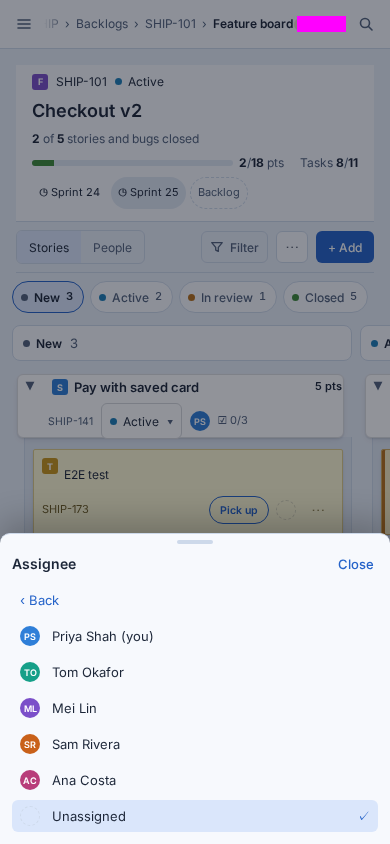 IP › Backlogs › SHIP-101 › Feature board
F SHIP-101 Active
Checkout v2
2 of 5 stories and bugs closed
2/18 pts Tasks 8/11
Sprint 24 Sprint 25 Backlog
Stories People Filter ... + Add
New 3 Active 2 In review 1 Closed 5
New 3 A
S Pay with saved card 5 pts
SHIP-141 Active PS ☑ 0/3
T E2E test
SHIP-173 Pick up ...
Assignee Close
‹ Back
PS Priya Shah (you)
TO Tom Okafor
ML Mei Lin
SR Sam Rivera
AC Ana Costa
Unassigned ✓